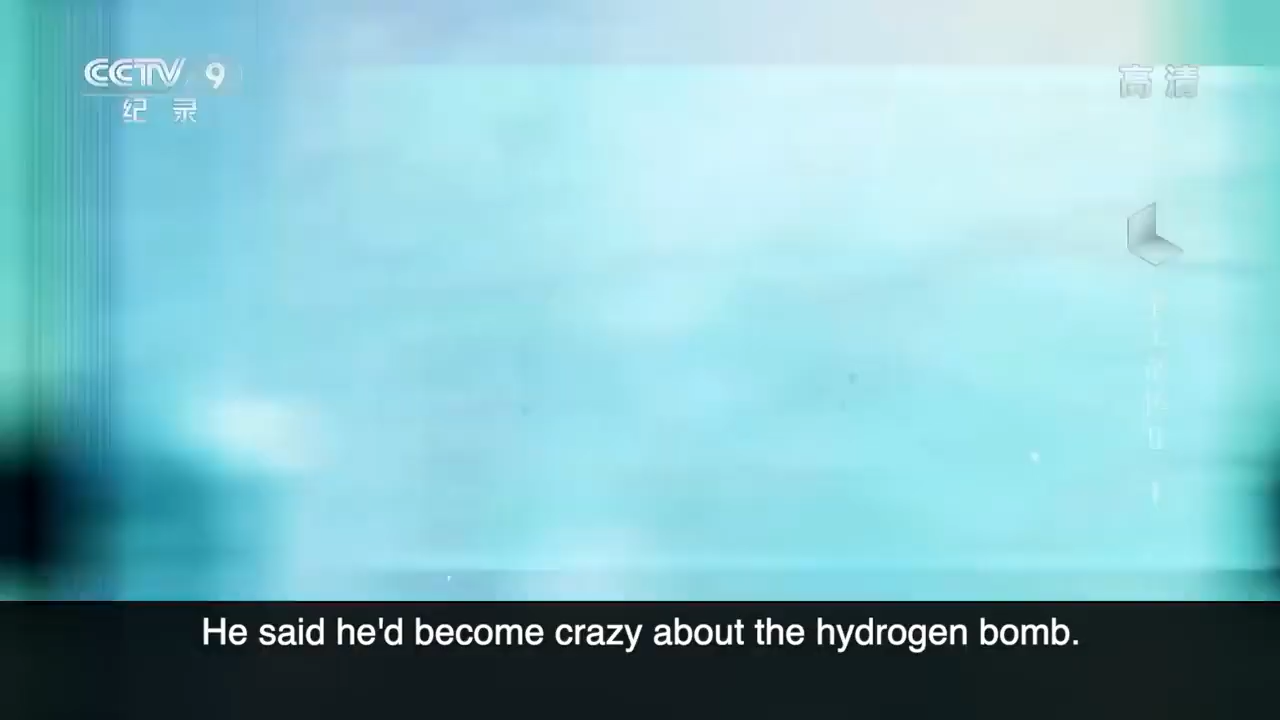 CCTV 9
纪录
高清
He said he'd become crazy about the hydrogen bomb.